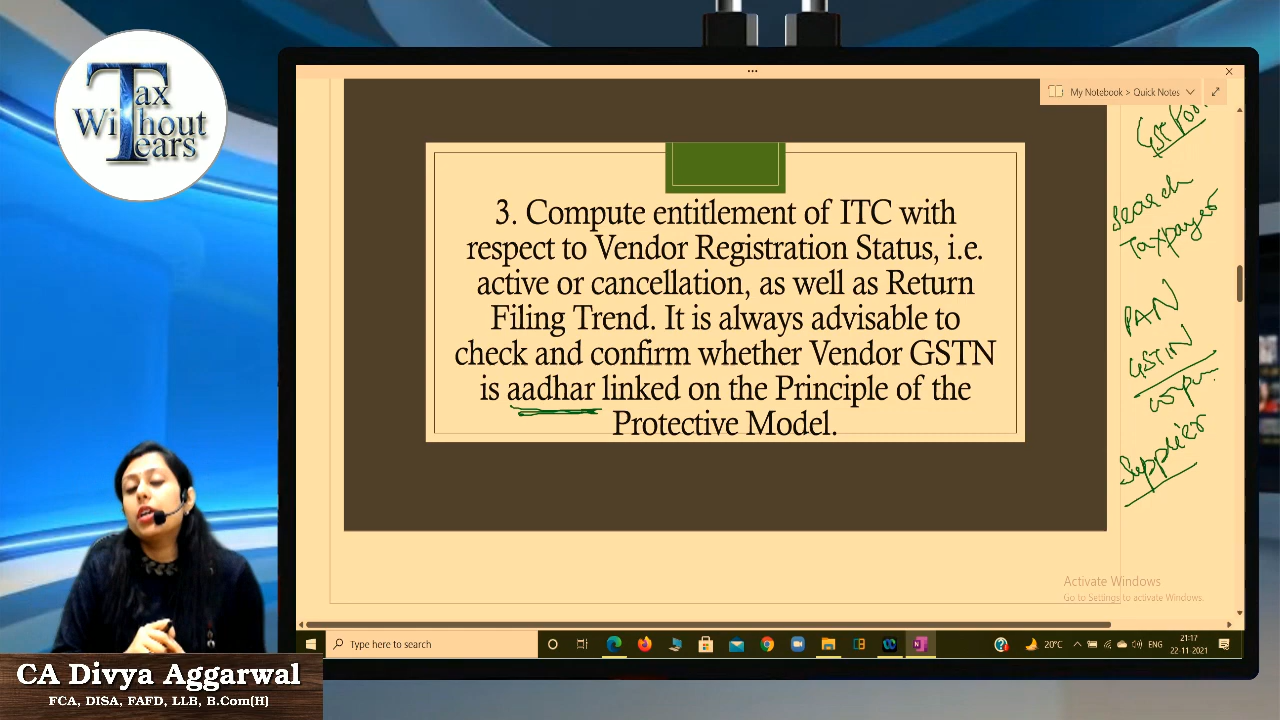 Tax
Without
Tears
My Notebook > Quick Notes
3. Compute entitlement of ITC with
respect to Vendor Registration Status, i.e.
active or cancellation, as well as Return
Filing Trend. It is always advisable to
check and confirm whether Vendor GSTN
is aadhar linked on the Principle of the
Protective Model.
GST
Search
Taxpayer
PAN
GSTIN
Supplier
Activate Windows
Go to Settings to activate Windows.
Type here to search
20°C
ENG
21:17
22-11-2021
CA Divya Aggarwal
FCA, DISA, FAFD, LLB, B.Com(H)